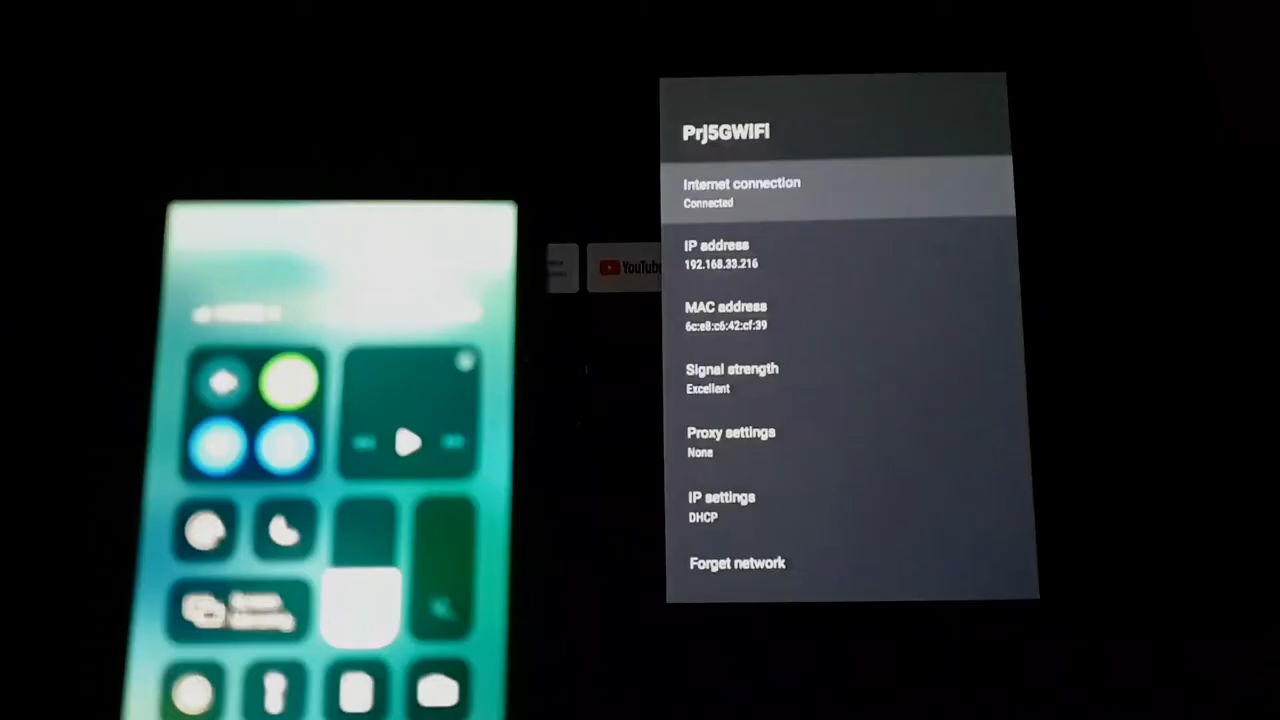 Prj5GWiFi
Internet connection
Connected
YouTube
IP address
192.168.33.216
MAC address
6c:e8:c6:42:cf:39
Signal strength
Excellent
Proxy settings
None
IP settings
DHCP
Forget network